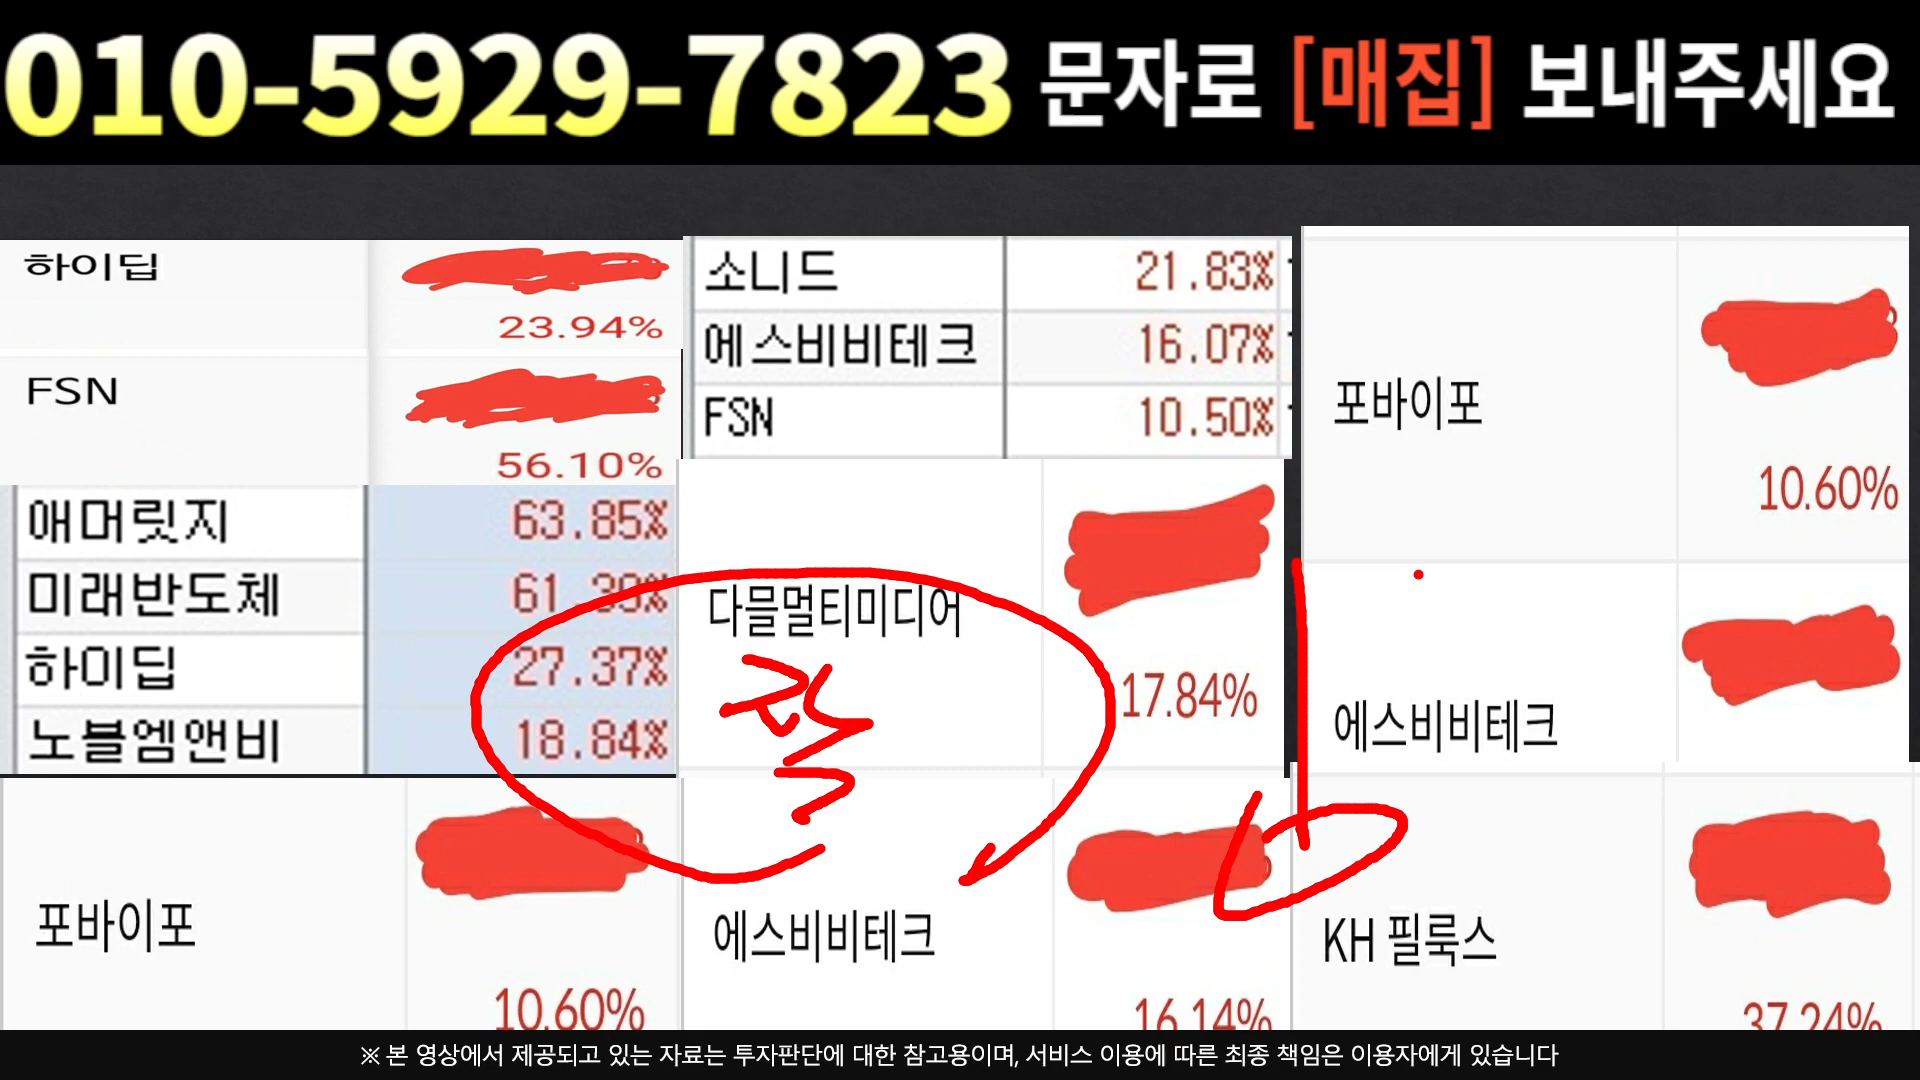 010-5929-7823 문자로 [매집] 보내주세요
하이딥
23.94%
FSN
56.10%
애머릿지 63.85%
미래반도체 61.39%
하이딥 27.37%
노블엠앤비 18.84%
소니드 21.83%
에스비비테크 16.07%
FSN 10.50%
다믈멀티미디어
17.84%
포바이포
10.60%
에스비비테크
포바이포
10.60%
에스비비테크
16.14%
KH 필룩스
37.24%
※ 본 영상에서 제공되고 있는 자료는 투자판단에 대한 참고용이며, 서비스 이용에 따른 최종 책임은 이용자에게 있습니다